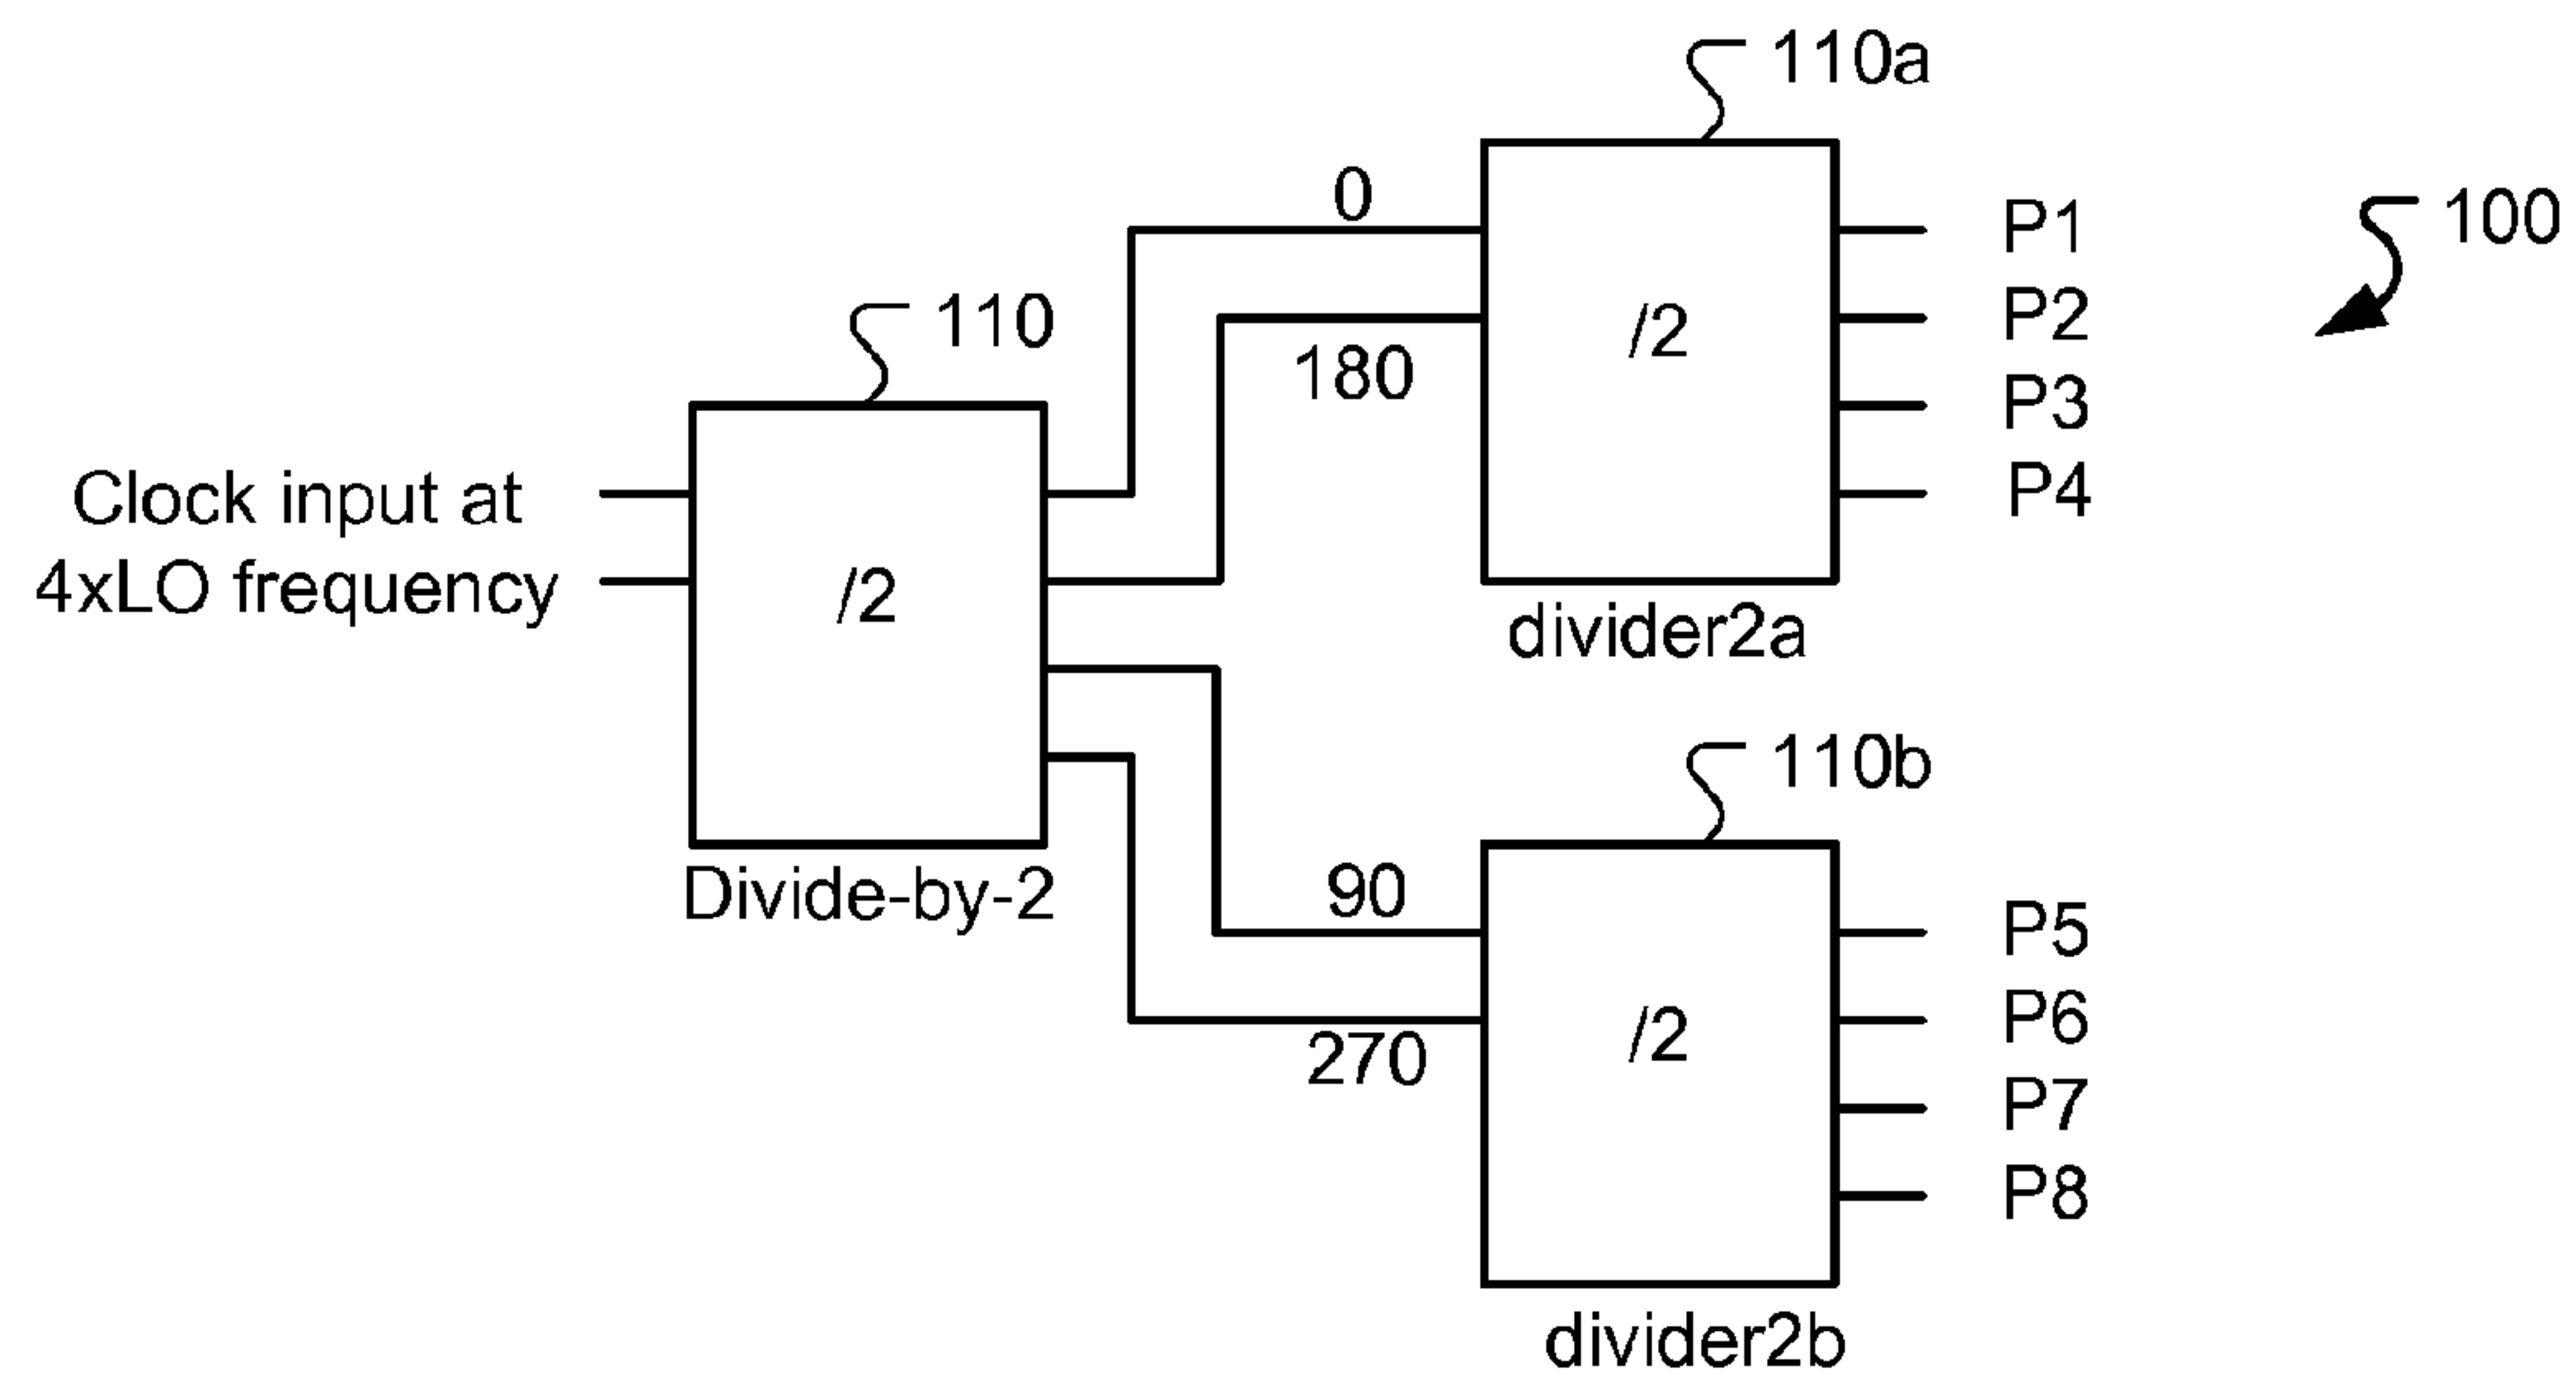 110a
0
P1
100
110
/2
P2
180
P3
Clock input at
P4
4xLO frequency
/2
divider2a
110b
Divide-by-2
90
P5
270
/2
P6
P7
P8
divider2b